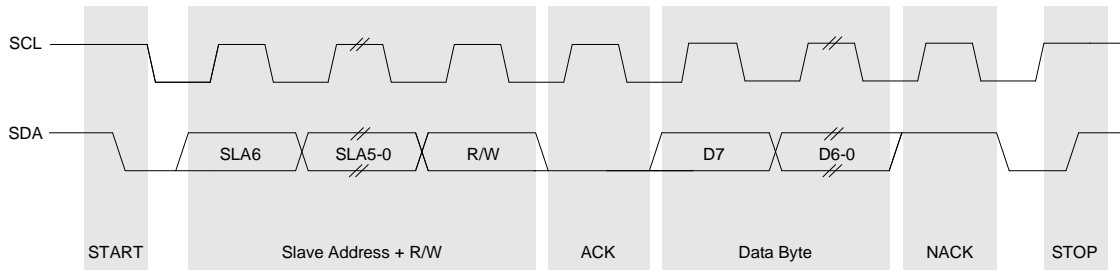 SCL
SDA
SLA6 SLA5-0 R/W D7 D6-0
START Slave Address + R/W ACK Data Byte NACK STOP